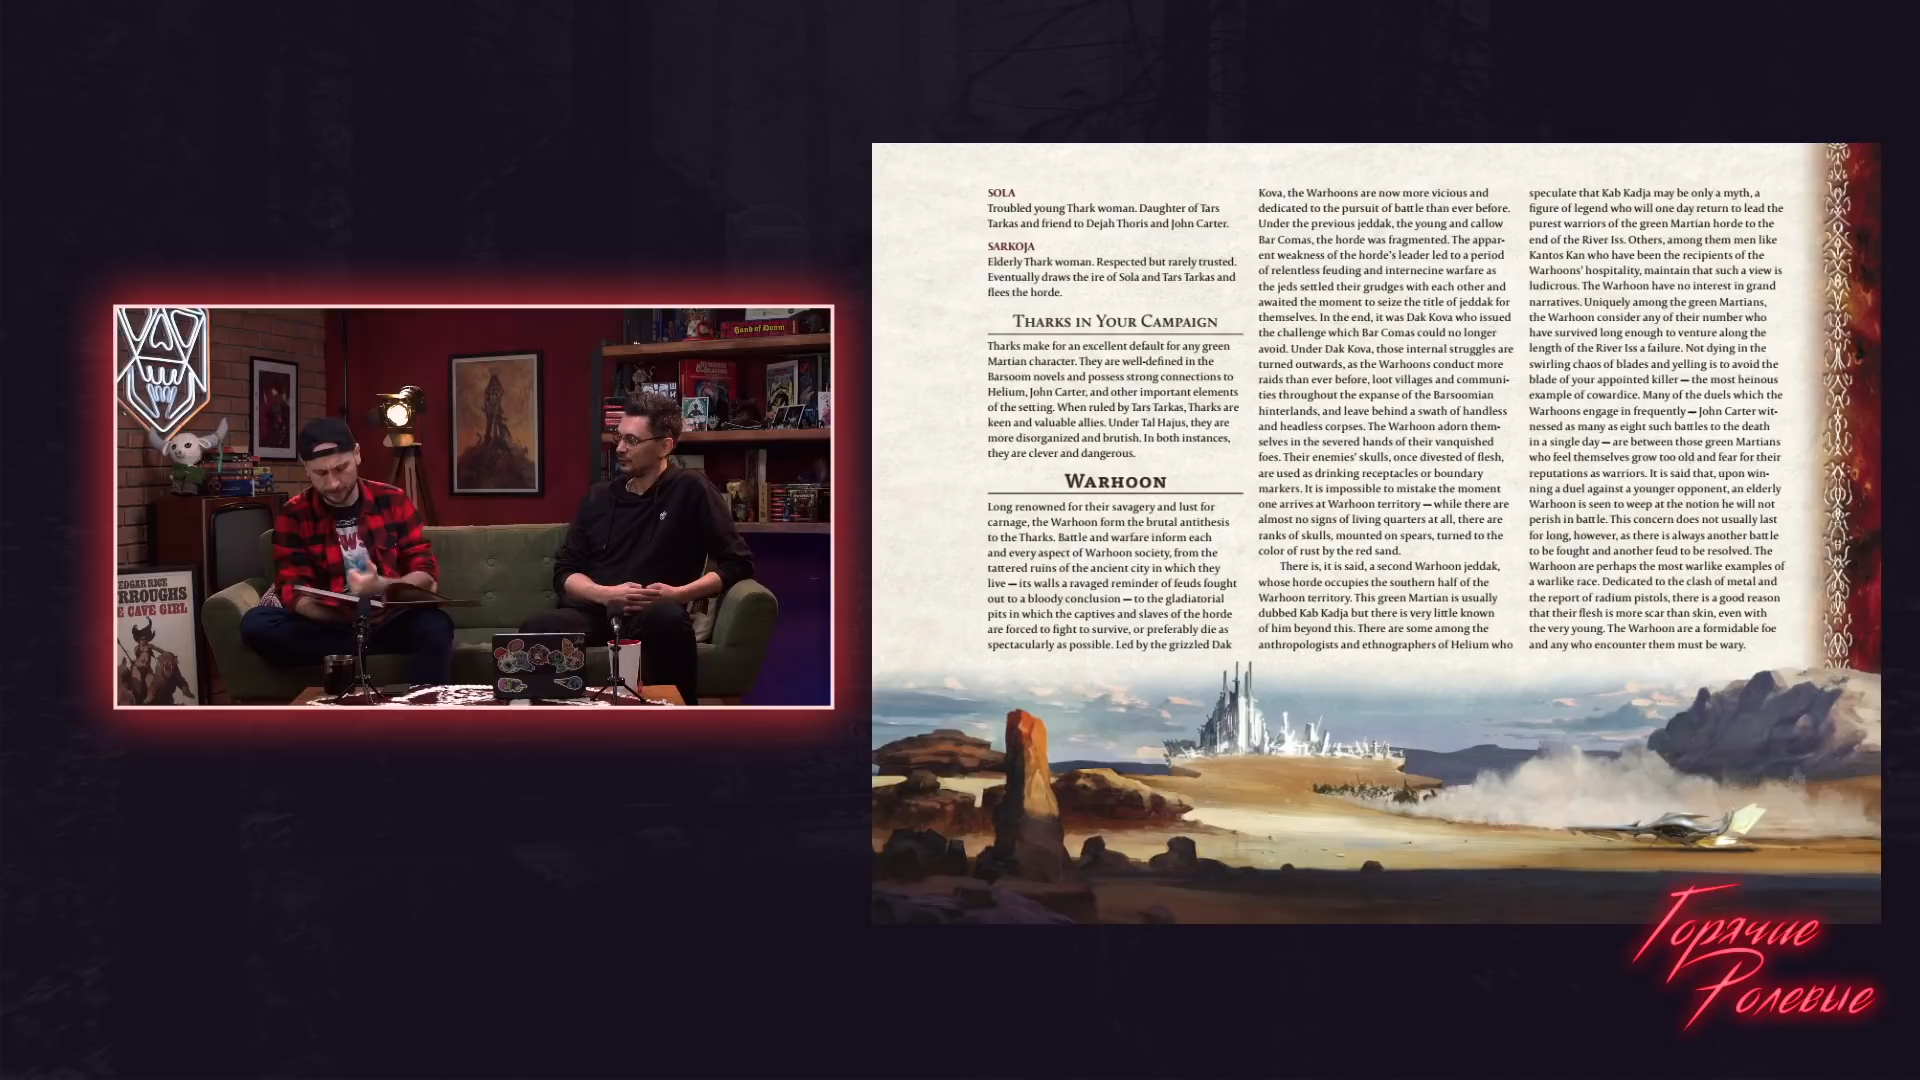 Hand of Doom
EDGAR RICE
RROUGHS
E CAVE GIRL
SOLA
Troubled young Thark woman. Daughter of Tars
Tarkas and friend to Dejah Thoris and John Carter.
SARKOJA
Elderly Thark woman. Respected but rarely trusted.
Eventually draws the ire of Sola and Tars Tarkas and
flees the horde.
THARKS IN YOUR CAMPAIGN
Tharks make for an excellent default for any green
Martian character. They are well-defined in the
Barsoom novels and possess strong connections to
Helium, John Carter, and other important elements
of the setting. When ruled by Tars Tarkas, Tharks are
keen and valuable allies. Under Tal Hajus, they are
more disorganized and brutish. In both instances,
they are clever and dangerous.
WARHOON
Long renowned for their savagery and lust for
carnage, the Warhoon form the brutal antithesis
to the Tharks. Battle and warfare inform each
and every aspect of Warhoon society, from the
tattered ruins of the ancient city in which they
live — its walls a ravaged reminder of feuds fought
out to a bloody conclusion — to the gladiatorial
pits in which the captives and slaves of the horde
are forced to fight to survive, or preferably die as
spectacularly as possible. Led by the grizzled Dak
Kova, the Warhoons are now more vicious and
dedicated to the pursuit of battle than ever before.
Under the previous jeddak, the young and callow
Bar Comas, the horde was fragmented. The appar-
ent weakness of the horde's leader led to a period
of relentless feuding and internecine warfare as
the jeds settled their grudges with each other and
awaited the moment to seize the title of jeddak for
themselves. In the end, it was Dak Kova who issued
the challenge which Bar Comas could no longer
avoid. Under Dak Kova, those internal struggles are
turned outwards, as the Warhoons conduct more
raids than ever before, loot villages and communi-
ties throughout the expanse of the Barsoomian
hinterlands, and leave behind a swath of handless
and headless corpses. The Warhoon adorn them-
selves in the severed hands of their vanquished
foes. Their enemies' skulls, once divested of flesh,
are used as drinking receptacles or boundary
markers. It is impossible to mistake the moment
one arrives at Warhoon territory — while there are
almost no signs of living quarters at all, there are
ranks of skulls, mounted on spears, turned to the
color of rust by the red sand.
There is, it is said, a second Warhoon jeddak,
whose horde occupies the southern half of the
Warhoon territory. This green Martian is usually
dubbed Kab Kadja but there is very little known
of him beyond this. There are some among the
anthropologists and ethnographers of Helium who
speculate that Kab Kadja may be only a myth, a
figure of legend who will one day return to lead the
purest warriors of the green Martian horde to the
end of the River Iss. Others, among them men like
Kantos Kan who have been the recipients of the
Warhoons' hospitality, maintain that such a view is
ludicrous. The Warhoon have no interest in grand
narratives. Uniquely among the green Martians,
the Warhoon consider any of their number who
have survived long enough to venture along the
length of the River Iss a failure. Not dying in the
swirling chaos of blades and yelling is to avoid the
blade of your appointed killer — the most heinous
example of cowardice. Many of the duels which the
Warhoons engage in frequently — John Carter wit-
nessed as many as eight such battles to the death
in a single day — are between those green Martians
who feel themselves grow too old and fear for their
reputations as warriors. It is said that, upon win-
ning a duel against a younger opponent, an elderly
Warhoon is seen to weep at the notion he will not
perish in battle. This concern does not usually last
for long, however, as there is always another battle
to be fought and another feud to be resolved. The
Warhoon are perhaps the most warlike examples of
a warlike race. Dedicated to the clash of metal and
the report of radium pistols, there is a good reason
that their flesh is more scar than skin, even with
the very young. The Warhoon are a formidable foe
and any who encounter them must be wary.
Горячие
Ролевые